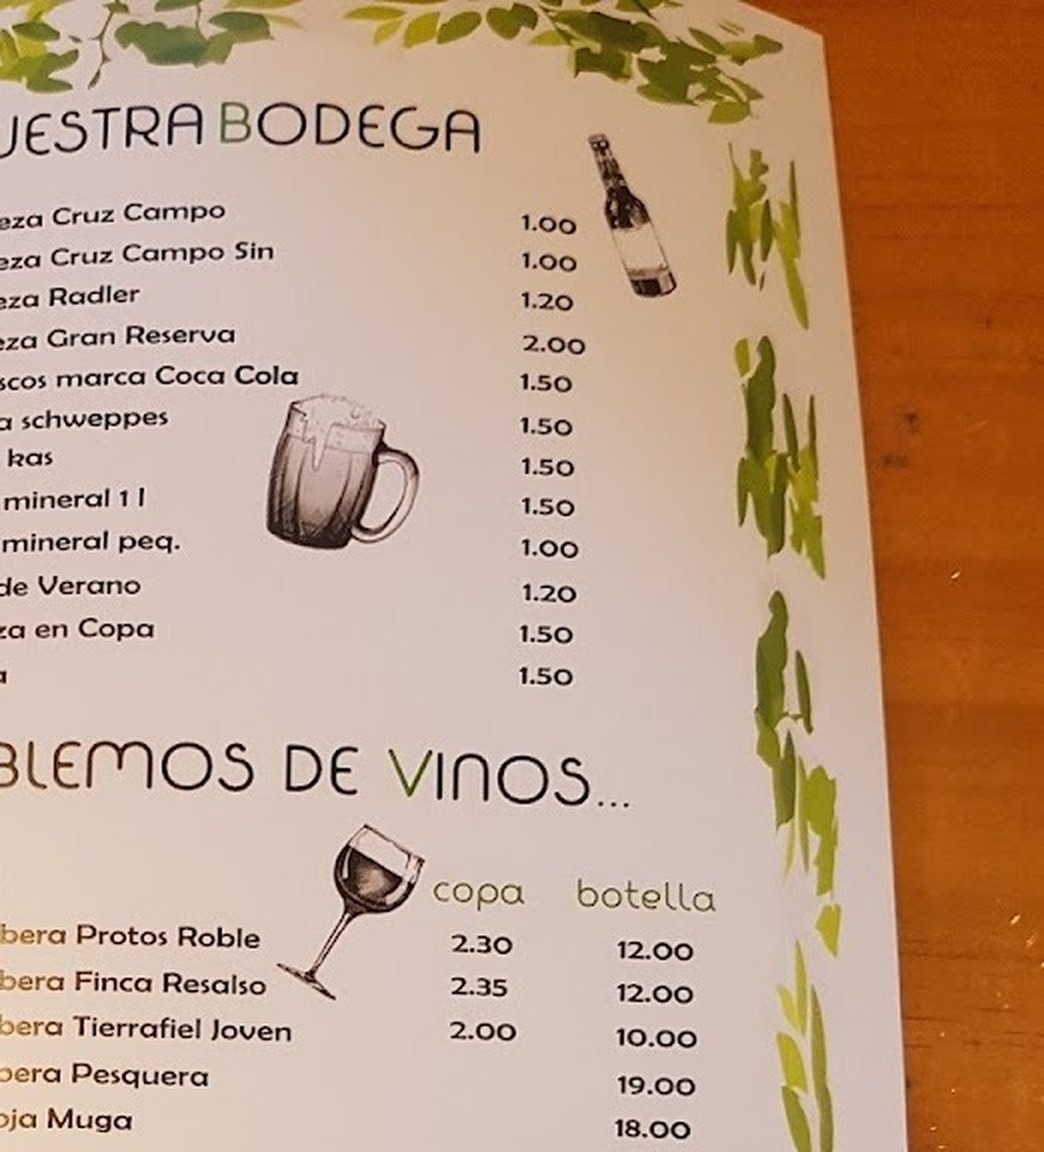 UESTRA BODEGA
eza Cruz Campo 1.00
eza Cruz Campo Sin 1.00
eza Radler 1.20
eza Gran Reserva 2.00
scos marca Coca Cola 1.50
a schweppes 1.50
kas 1.50
mineral 1 l 1.50
mineral peq. 1.00
de Verano 1.20
za en Copa 1.50
a 1.50
BLEMOS DE VINOS...
copa botella
bera Protos Roble 2.30 12.00
bera Finca Resalso 2.35 12.00
bera Tierrafiel Joven 2.00 10.00
bera Pesquera 19.00
oja Muga 18.00